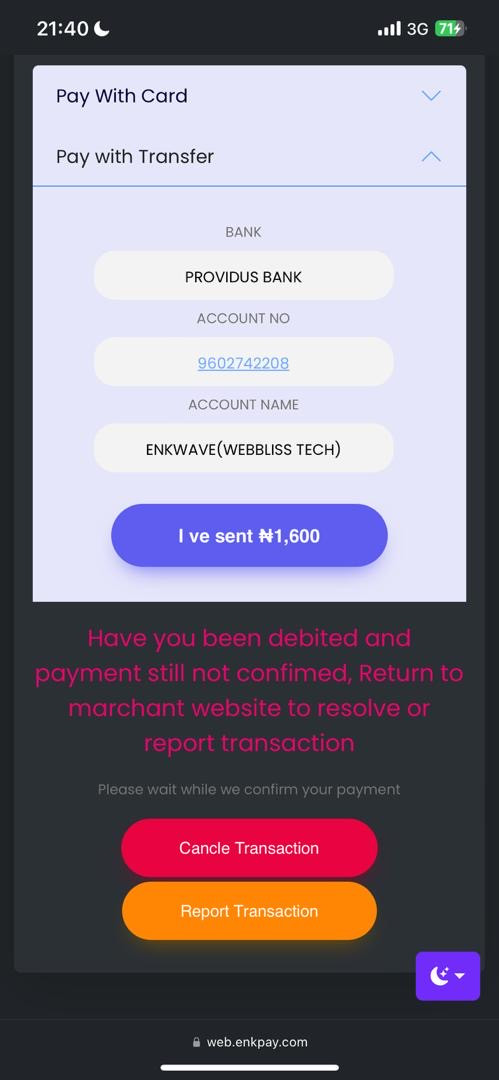 21:40
3G
71
Pay With Card
Pay with Transfer
BANK
PROVIDUS BANK
ACCOUNT NO
9602742208
ACCOUNT NAME
ENKWAVE(WEBBLISS TECH)
I ve sent ₦1,600
Have you been debited and
payment still not confimed, Return to
marchant website to resolve or
report transaction
Please wait while we confirm your payment
Cancle Transaction
Report Transaction
web.enkpay.com